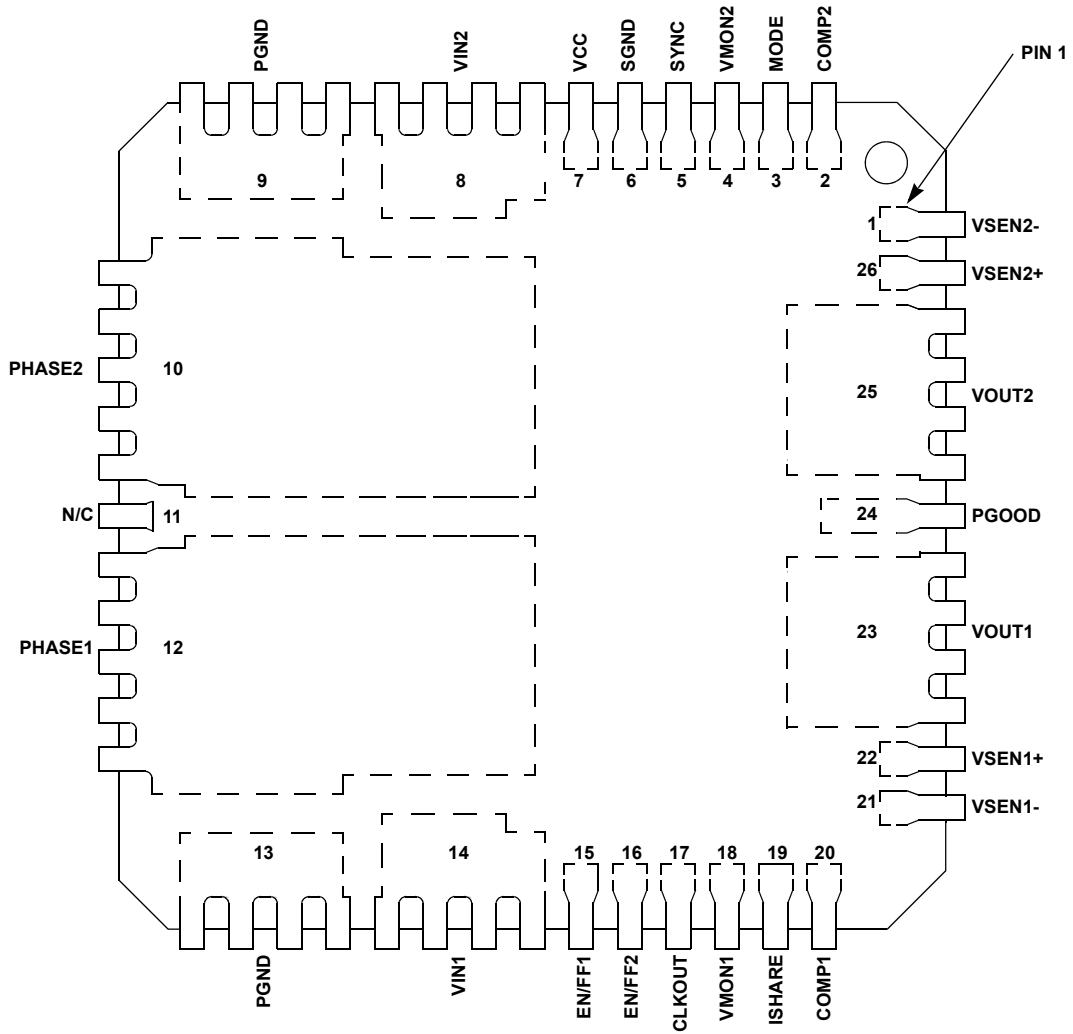 PGND
VIN2
VCC
SGND
SYNC
VMON2
MODE
COMP2
PIN 1
9
8
7
6
5
4
3
2
1
VSEN2-
26
VSEN2+
PHASE2
10
25
VOUT2
N/C
11
24
PGOOD
PHASE1
12
23
VOUT1
22
VSEN1+
21
VSEN1-
13
14
15
16
17
18
19
20
PGND
VIN1
EN/FF1
EN/FF2
CLKOUT
VMON1
ISHARE
COMP1